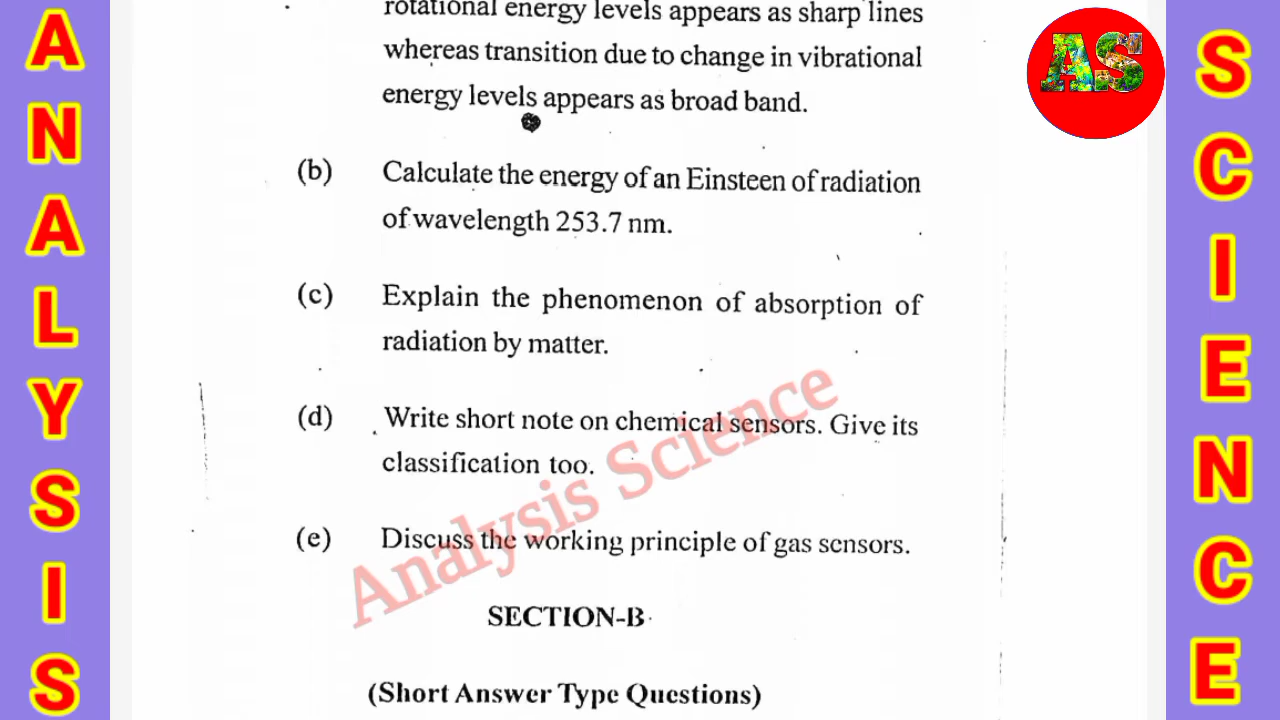 ANALYSIS
rotational energy levels appears as sharp lines
whereas transition due to change in vibrational
energy levels appears as broad band.
(b) Calculate the energy of an Einsteen of radiation
of wavelength 253.7 nm.
(c) Explain the phenomenon of absorption of
radiation by matter.
(d) Write short note on chemical sensors. Give its
classification too.
(e) Discuss the working principle of gas sensors.
SECTION-B
(Short Answer Type Questions)
Analysis Science
AS
SCIENCE